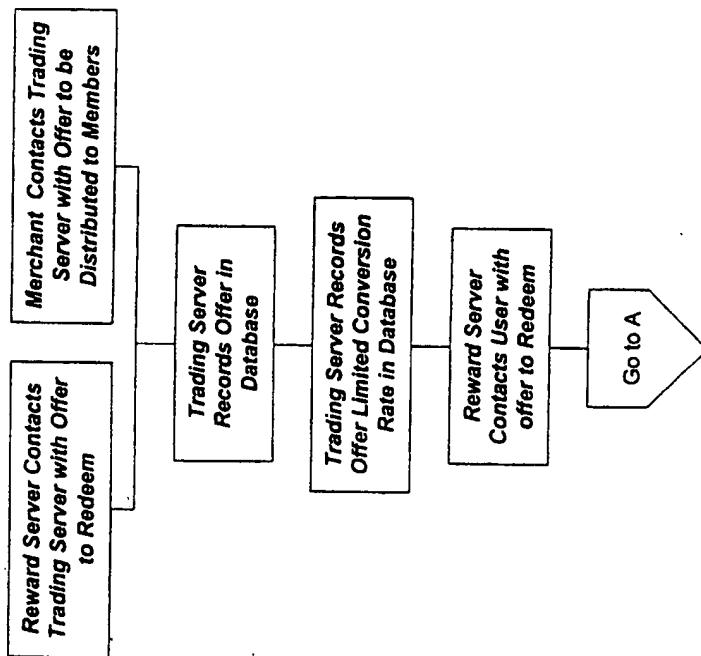 Reward Server Contacts
Trading Server with Offer
to Redeem
Merchant Contacts Trading
Server with Offer to be
Distributed to Members
Trading Server
Records Offer in
Database
Trading Server Records
Offer Limited Conversion
Rate in Database
Reward Server
Contacts User with
offer to Redeem
Go to A